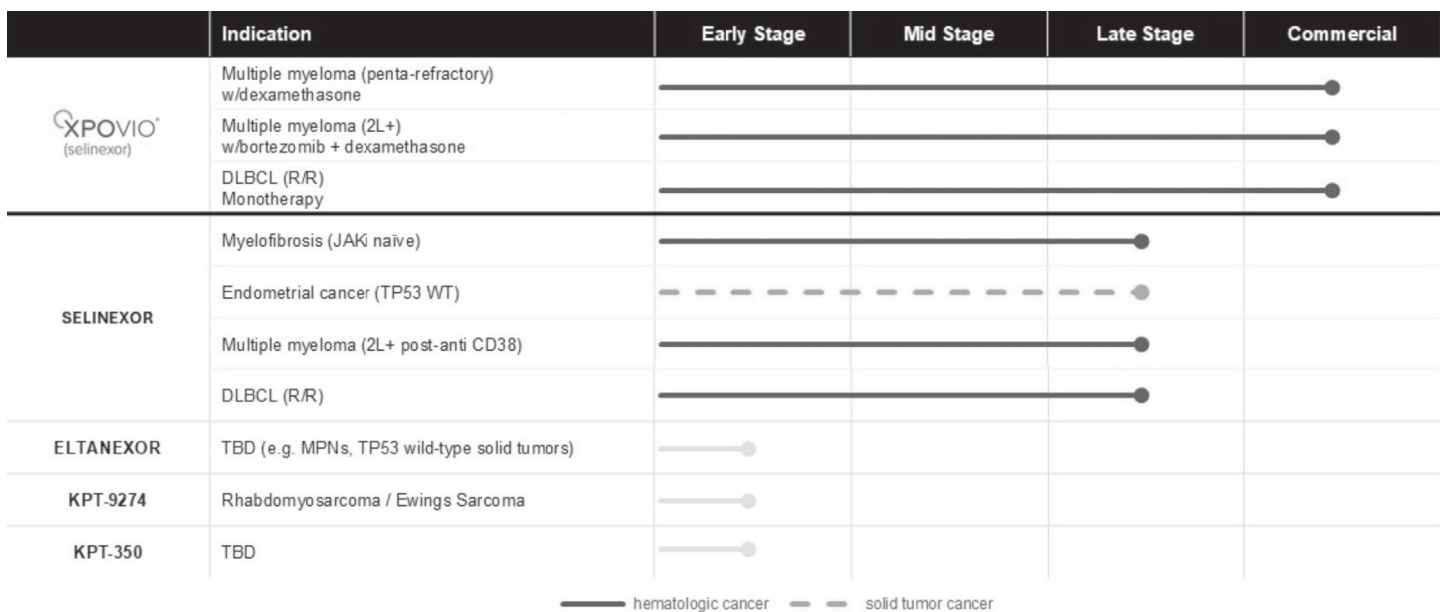 Indication Early Stage Mid Stage Late Stage Commercial
XPOVIO®
(selinexor)
Multiple myeloma (penta-refractory)
w/dexamethasone
Multiple myeloma (2L+)
w/bortezomib + dexamethasone
DLBCL (R/R)
Monotherapy
SELINEXOR
Myelofibrosis (JAKi naïve)
Endometrial cancer (TP53 WT)
Multiple myeloma (2L+ post-anti CD38)
DLBCL (R/R)
ELTANEXOR TBD (e.g. MPNs, TP53 wild-type solid tumors)
KPT-9274 Rhabdomyosarcoma / Ewings Sarcoma
KPT-350 TBD
hematologic cancer solid tumor cancer